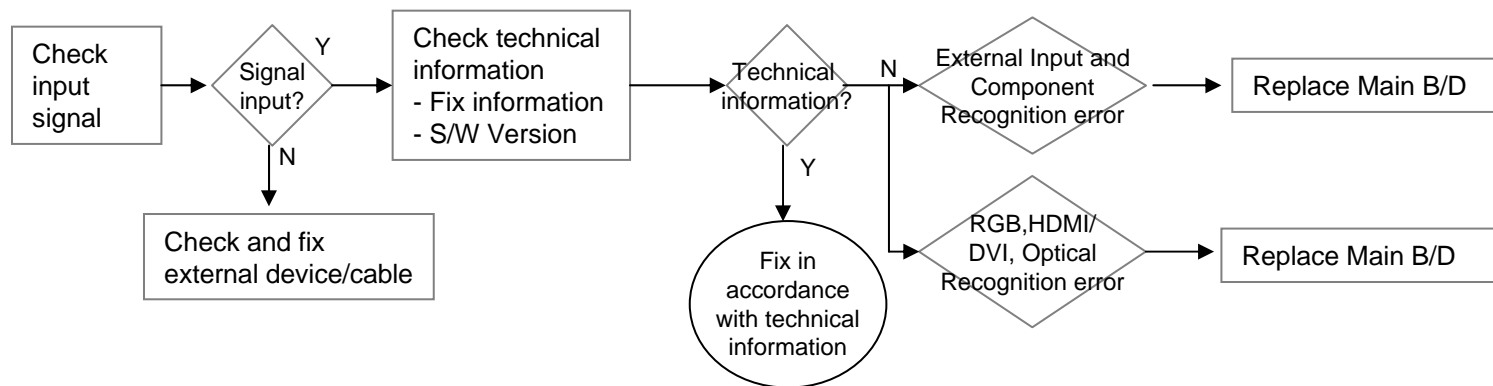 Check
input
signal
Signal
input?
Y
N
Check and fix
external device/cable
Check technical
information
- Fix information
- S/W Version
Technical
information?
N
Y
Fix in
accordance
with technical
information
External Input and
Component
Recognition error
Replace Main B/D
RGB,HDMI/
DVI, Optical
Recognition error
Replace Main B/D